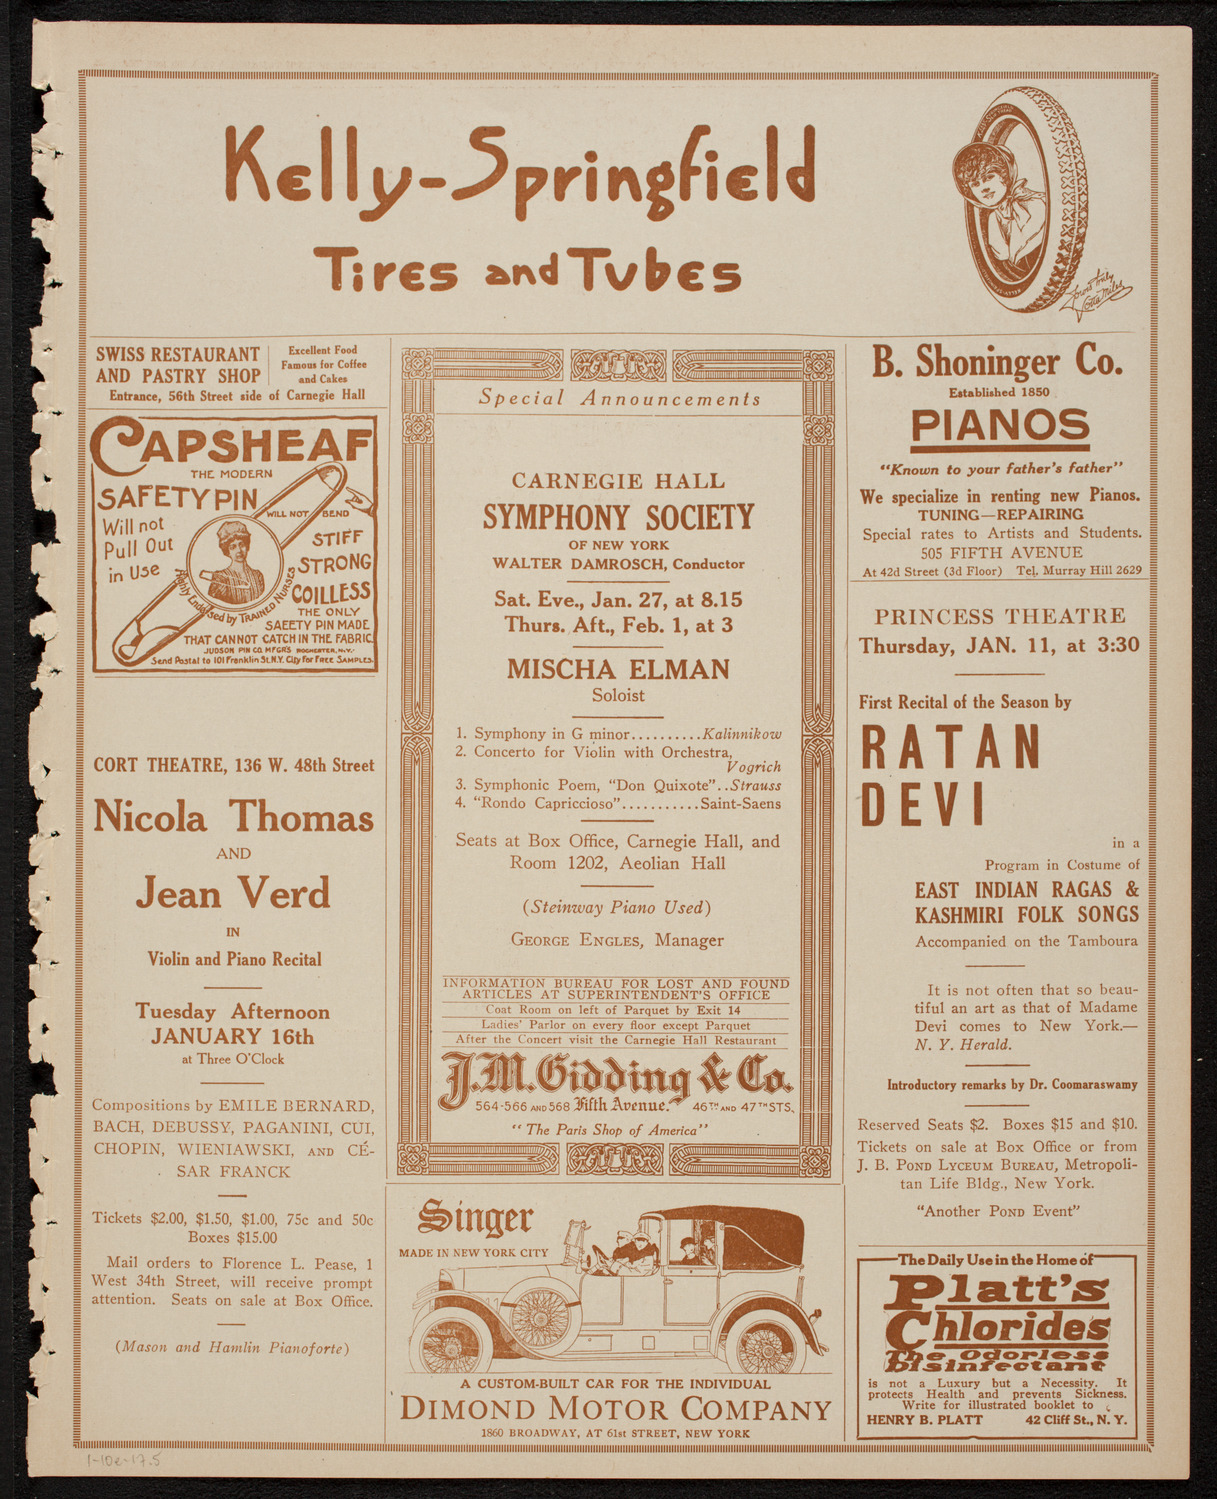 Kelly-Springfield
Tires and Tubes
Yours truly
Lotta Miles
SWISS RESTAURANT
AND PASTRY SHOP
Excellent Food
Famous for Coffee
and Cakes
Entrance, 56th Street side of Carnegie Hall
CAPSHEAF
THE MODERN
SAFETY PIN
WILL NOT BEND
Will not
Pull Out
in Use
STIFF
STRONG
COILLESS
Highly Endorsed by TRAINED NURSES
THE ONLY
SAFETY PIN MADE
THAT CANNOT CATCH IN THE FABRIC.
JUDSON PIN CO. MFGRS ROCHESTER, N.Y.
Send Postal to 101 Franklin St. N.Y. City for FREE SAMPLES.
CORT THEATRE, 136 W. 48th Street
Nicola Thomas
AND
Jean Verd
IN
Violin and Piano Recital
Tuesday Afternoon
JANUARY 16th
at Three O'Clock
Compositions by EMILE BERNARD,
BACH, DEBUSSY, PAGANINI, CUI,
CHOPIN, WIENIAWSKI, AND CÉ-
SAR FRANCK
Tickets $2.00, $1.50, $1.00, 75c and 50c
Boxes $15.00
Mail orders to Florence L. Pease, 1
West 34th Street, will receive prompt
attention. Seats on sale at Box Office.
(Mason and Hamlin Pianoforte)
Special Announcements
CARNEGIE HALL
SYMPHONY SOCIETY
OF NEW YORK
WALTER DAMROSCH, Conductor
Sat. Eve., Jan. 27, at 8.15
Thurs. Aft., Feb. 1, at 3
MISCHA ELMAN
Soloist
1. Symphony in G minor..........Kalinnikow
2. Concerto for Violin with Orchestra,
Vogrich
3. Symphonic Poem, "Don Quixote"..Strauss
4. "Rondo Capriccioso"...........Saint-Saens
Seats at Box Office, Carnegie Hall, and
Room 1202, Aeolian Hall
(Steinway Piano Used)
GEORGE ENGLES, Manager
INFORMATION BUREAU FOR LOST AND FOUND
ARTICLES AT SUPERINTENDENT'S OFFICE
Coat Room on left of Parquet by Exit 14
Ladies' Parlor on every floor except Parquet
After the Concert visit the Carnegie Hall Restaurant
J.M. Gidding & Co.
564-566 AND 568 Fifth Avenue. 46TH AND 47TH STS.
"The Paris Shop of America"
Singer
MADE IN NEW YORK CITY
A CUSTOM-BUILT CAR FOR THE INDIVIDUAL
DIMOND MOTOR COMPANY
1860 BROADWAY, AT 61st STREET, NEW YORK
B. Shoninger Co.
Established 1850
PIANOS
"Known to your father's father"
We specialize in renting new Pianos.
TUNING—REPAIRING
Special rates to Artists and Students.
505 FIFTH AVENUE
At 42d Street (3d Floor) Tel. Murray Hill 2629
PRINCESS THEATRE
Thursday, JAN. 11, at 3:30
First Recital of the Season by
RATAN
DEVI
in a
Program in Costume of
EAST INDIAN RAGAS &
KASHMIRI FOLK SONGS
Accompanied on the Tamboura
It is not often that so beau-
tiful an art as that of Madame
Devi comes to New York.—
N. Y. Herald.
Introductory remarks by Dr. Coomaraswamy
Reserved Seats $2. Boxes $15 and $10.
Tickets on sale at Box Office or from
J. B. POND LYCEUM BUREAU, Metropoli-
tan Life Bldg., New York.
"Another POND Event"
The Daily Use in the Home of
Platt's
Chlorides
The Odorless
Disinfectant
is not a Luxury but a Necessity. It
protects Health and prevents Sickness.
Write for illustrated booklet to
HENRY B. PLATT 42 Cliff St., N. Y.
1-10e-17.5